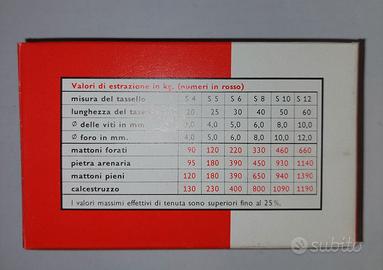 Valori di estrazione in kg. (numeri in rosso)
misura del tassello S 4 S 5 S 6 S 8 S 10 S 12
lunghezza del tassello 20 25 30 40 50 60
Ø delle viti in mm. 4,0 5,0 6,0 8,0 10,0
Ø foro in mm. 4,0 5,0 6,0 8,0 10,0 12,0
mattoni forati 90 120 220 330 460 660
pietra arenaria 95 180 390 450 930 1140
mattoni pieni 120 180 390 650 940 1390
calcestruzzo 130 230 400 800 1090 1190
I valori massimi effettivi di tenuta sono superiori fino al 25%.
subito